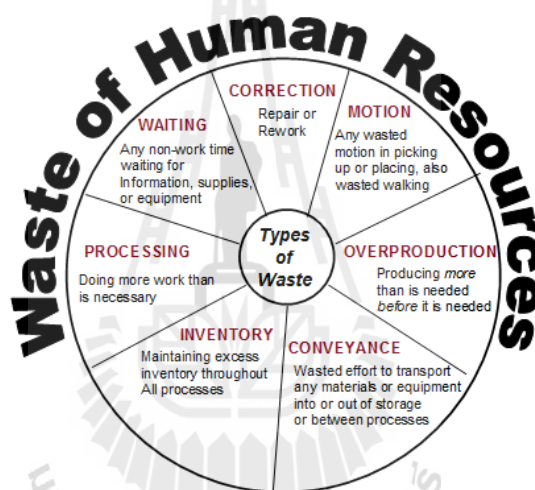 Waste of Human Resources
CORRECTION
Repair or
Rework
MOTION
Any wasted
motion in picking
up or placing, also
wasted walking
WAITING
Any non-work time
waiting for
Information, supplies,
or equipment
Types
of
Waste
PROCESSING
Doing more work than
is necessary
OVERPRODUCTION
Producing more
than is needed
before it is needed
INVENTORY
Maintaining excess
inventory throughout
All processes
CONVEYANCE
Wasted effort to transport
any materials or equipment
into or out of storage
or between processes